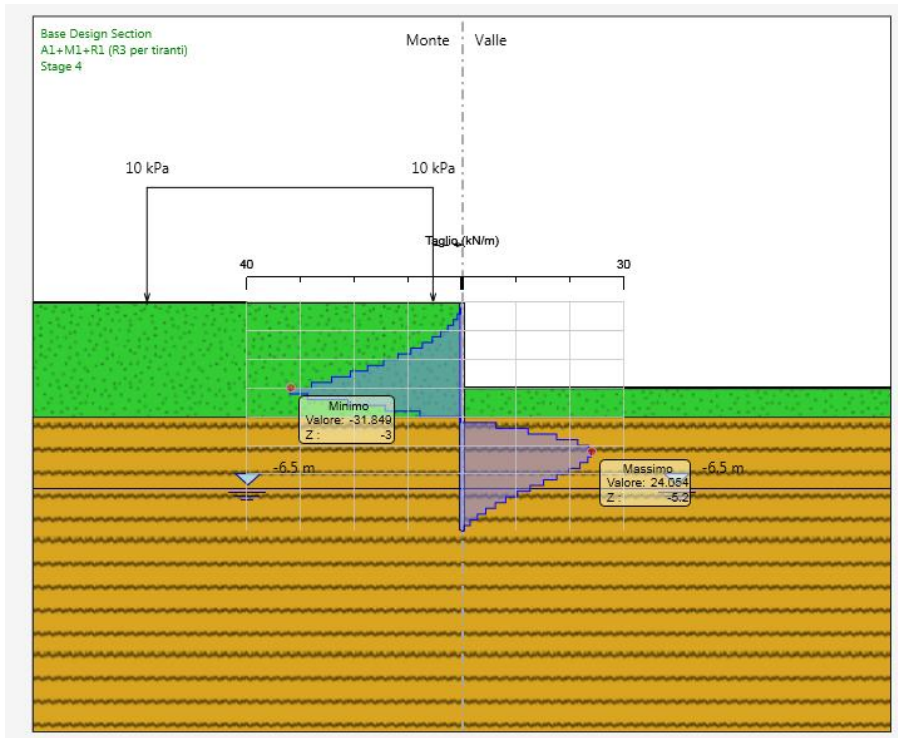 Base Design Section
A1+M1+R1 (R3 per tiranti)
Stage 4
Monte
Valle
10 kPa
10 kPa
Taglio (kN/m)
40
30
Minimo
Valore: -31.849
Z : -3
-6.5 m
Massimo
Valore: 24.054
Z : -5.2
-6.5 m